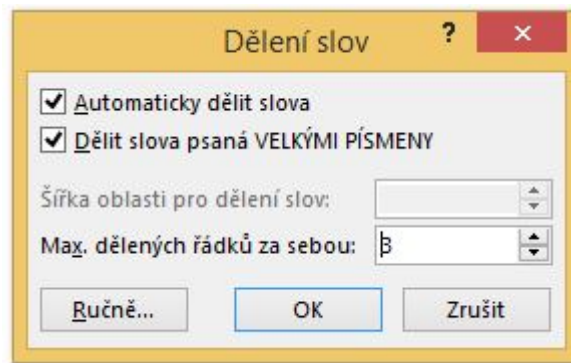 Dělení slov ?
Automaticky dělit slova
Dělit slova psaná VELKÝMI PÍSMENY
Šířka oblasti pro dělení slov:
Max. dělených řádků za sebou: 3
Ručně... OK Zrušit